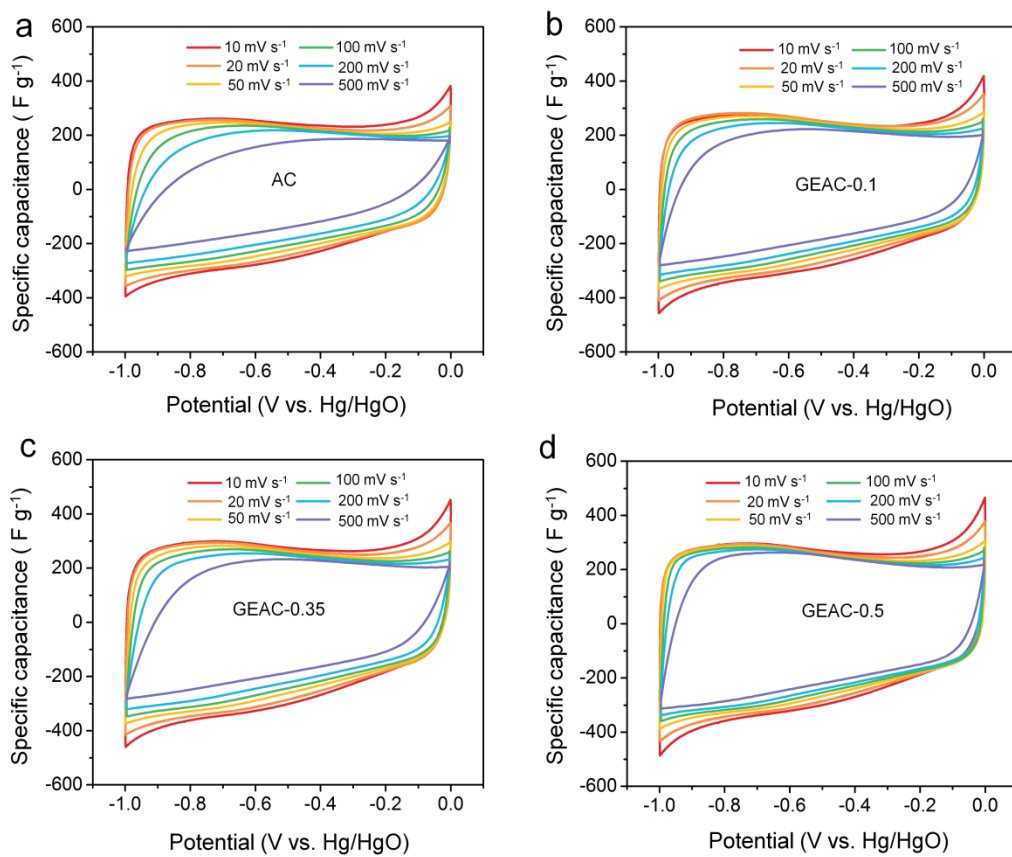 a
600
400
200
0
-200
-400
-600
Specific capacitance ( F g⁻¹)
10 mV s⁻¹ 100 mV s⁻¹
20 mV s⁻¹ 200 mV s⁻¹
50 mV s⁻¹ 500 mV s⁻¹
AC
-1.0 -0.8 -0.6 -0.4 -0.2 0.0
Potential (V vs. Hg/HgO)
b
600
400
200
0
-200
-400
-600
Specific capacitance ( F g⁻¹)
10 mV s⁻¹ 100 mV s⁻¹
20 mV s⁻¹ 200 mV s⁻¹
50 mV s⁻¹ 500 mV s⁻¹
GEAC-0.1
-1.0 -0.8 -0.6 -0.4 -0.2 0.0
Potential (V vs. Hg/HgO)
c
600
400
200
0
-200
-400
-600
Specific capacitance ( F g⁻¹)
10 mV s⁻¹ 100 mV s⁻¹
20 mV s⁻¹ 200 mV s⁻¹
50 mV s⁻¹ 500 mV s⁻¹
GEAC-0.35
-1.0 -0.8 -0.6 -0.4 -0.2 0.0
Potential (V vs. Hg/HgO)
d
600
400
200
0
-200
-400
-600
Specific capacitance ( F g⁻¹)
10 mV s⁻¹ 100 mV s⁻¹
20 mV s⁻¹ 200 mV s⁻¹
50 mV s⁻¹ 500 mV s⁻¹
GEAC-0.5
-1.0 -0.8 -0.6 -0.4 -0.2 0.0
Potential (V vs. Hg/HgO)